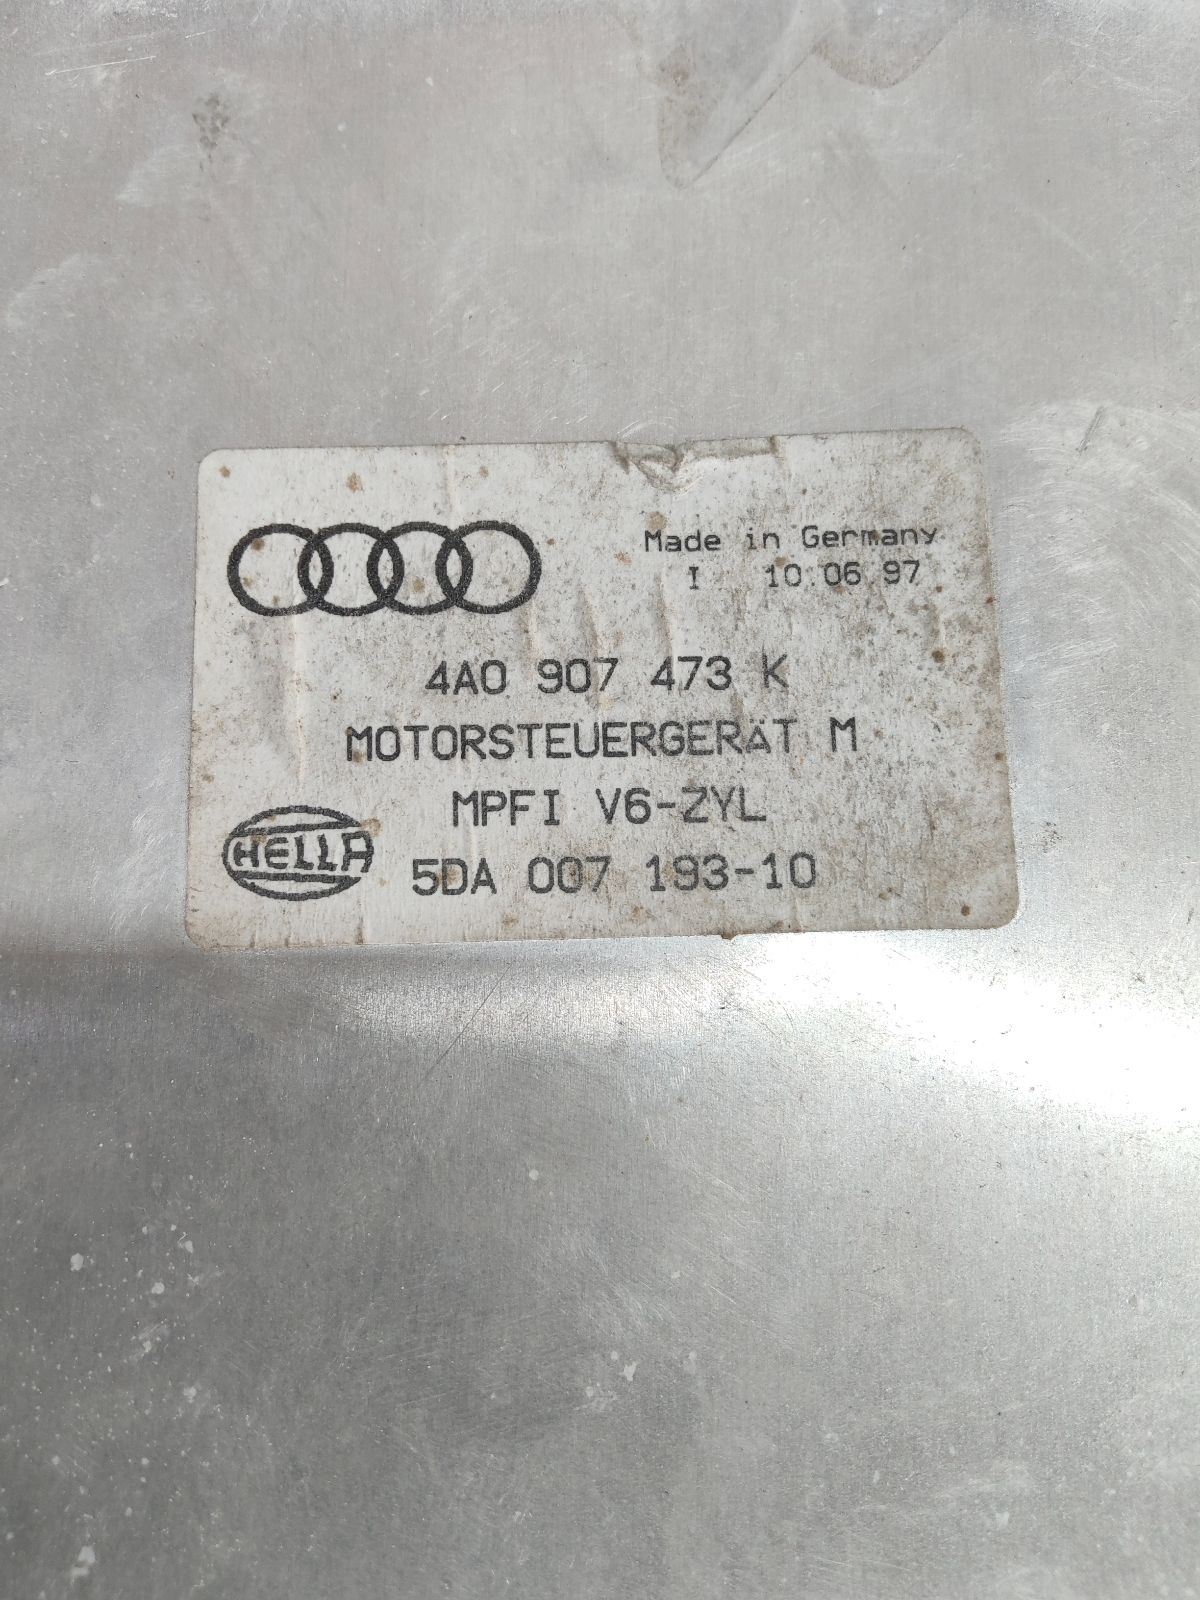 Made in Germany
I 10.06.97
4A0 907 473 K
MOTORSTEUERGERÄT M
MPFI V6-ZYL
HELLA
5DA 007 193-10